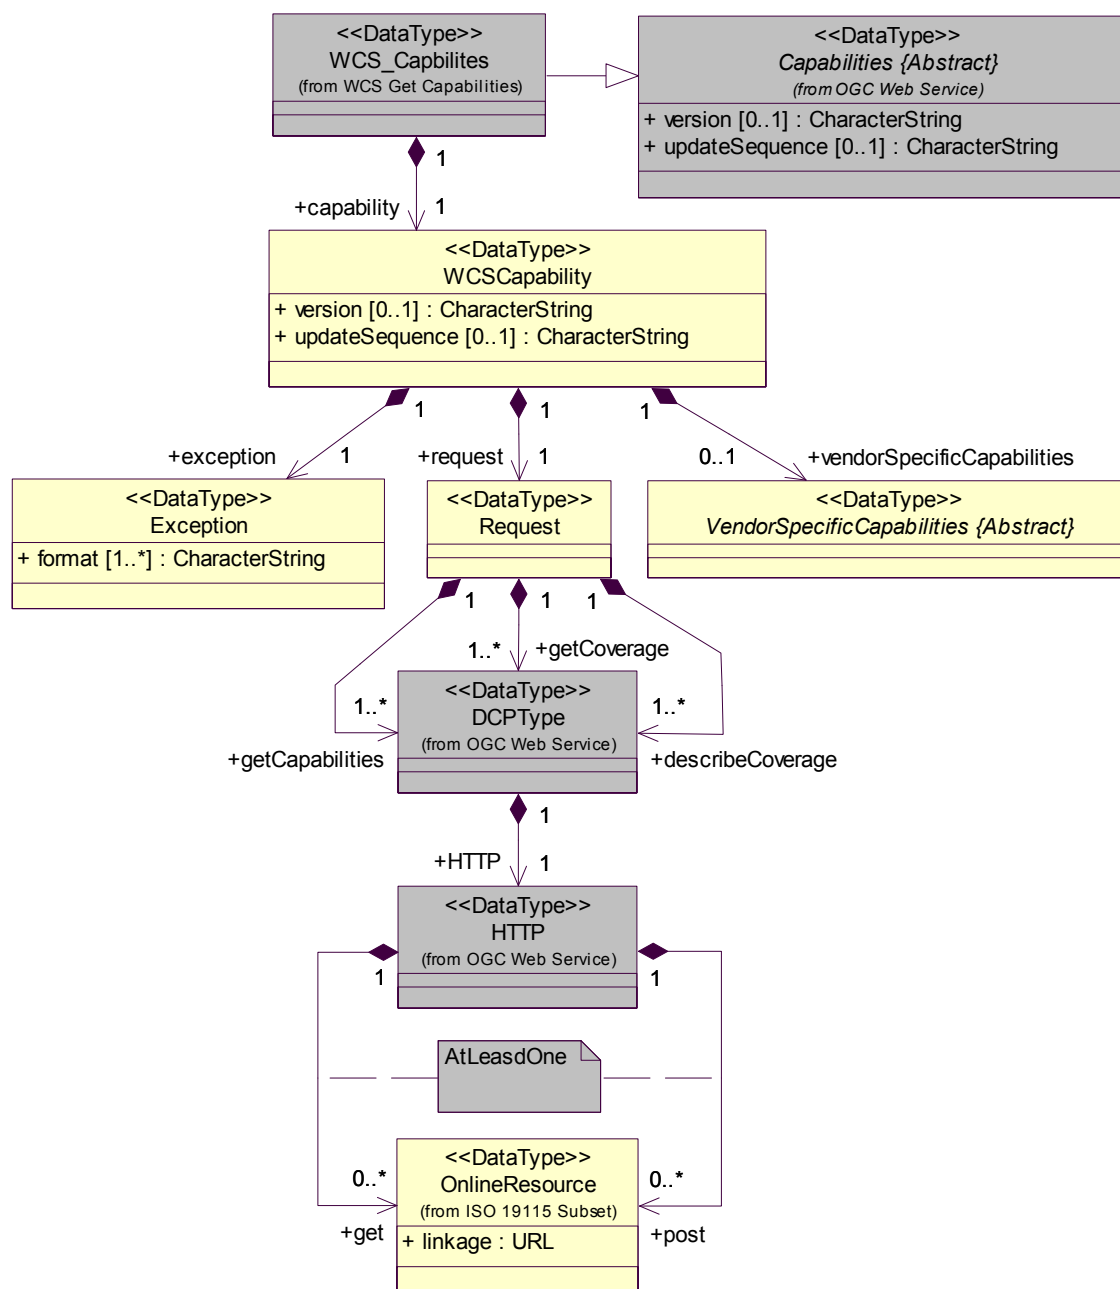 <<DataType>>
WCS_Capbilites
(from WCS Get Capabilities)
<<DataType>>
Capabilities {Abstract}
(from OGC Web Service)
+ version [0..1] : CharacterString
+ updateSequence [0..1] : CharacterString
1
+capability
1
<<DataType>>
WCSCapability
+ version [0..1] : CharacterString
+ updateSequence [0..1] : CharacterString
1
1
1
+exception
1
+request
1
0..1
+vendorSpecificCapabilities
<<DataType>>
Exception
+ format [1..*] : CharacterString
<<DataType>>
Request
<<DataType>>
VendorSpecificCapabilities {Abstract}
1
1
1
1..*
+getCoverage
1..*
+getCapabilities
<<DataType>>
DCPType
(from OGC Web Service)
1..*
+describeCoverage
1
+HTTP
1
<<DataType>>
HTTP
(from OGC Web Service)
1
1
AtLeasdOne
0..*
+get
<<DataType>>
OnlineResource
(from ISO 19115 Subset)
+ linkage : URL
0..*
+post